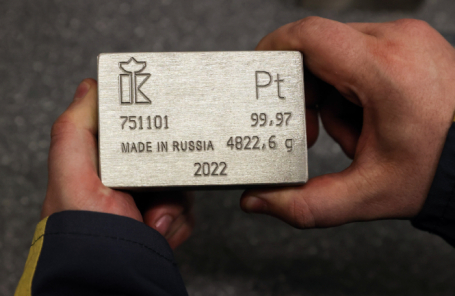 Pt
751101 99,97
MADE IN RUSSIA 4822,6 g
2022